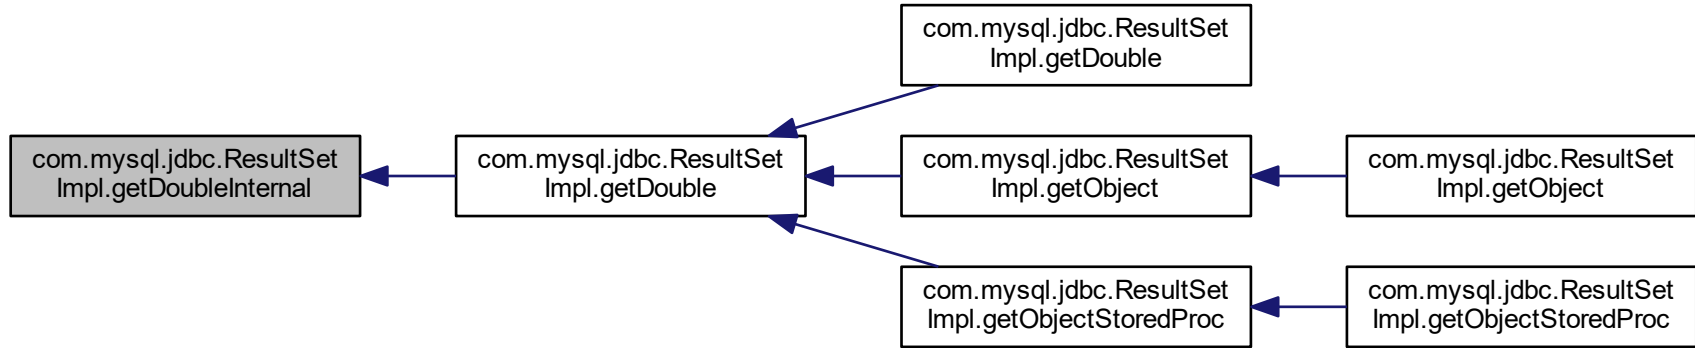 com.mysql.jdbc.ResultSet
Impl.getDouble
com.mysql.jdbc.ResultSet
Impl.getDoubleInternal
com.mysql.jdbc.ResultSet
Impl.getDouble
com.mysql.jdbc.ResultSet
Impl.getObject
com.mysql.jdbc.ResultSet
Impl.getObject
com.mysql.jdbc.ResultSet
Impl.getObjectStoredProc
com.mysql.jdbc.ResultSet
Impl.getObjectStoredProc